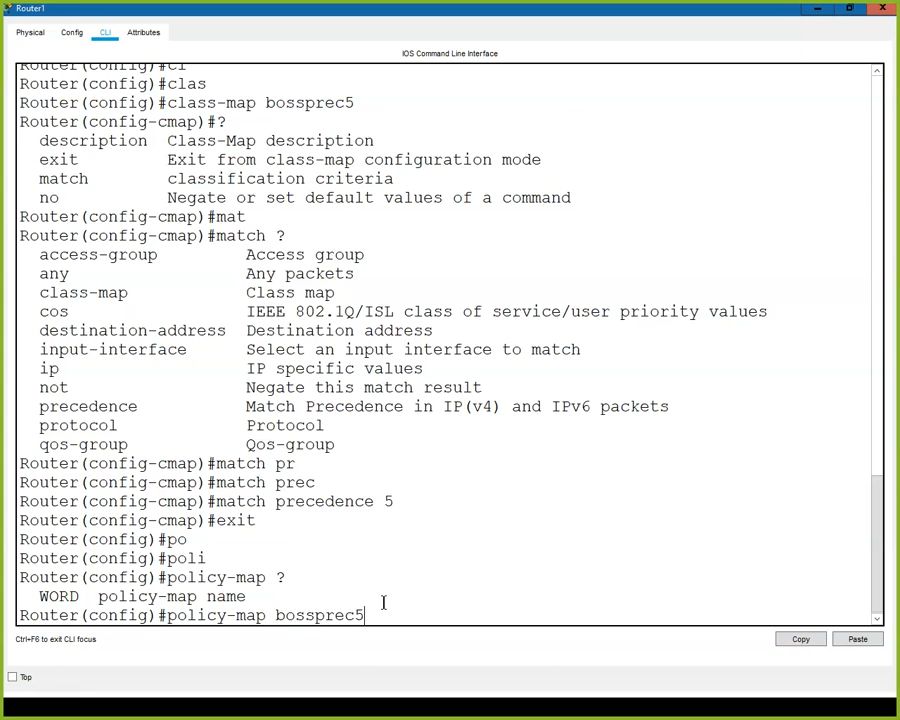 Router1
Physical Config CLI Attributes
IOS Command Line Interface
Router(config)#cl
Router(config)#clas
Router(config)#class-map bossprec5
Router(config-cmap)#?
description Class-Map description
exit Exit from class-map configuration mode
match classification criteria
no Negate or set default values of a command
Router(config-cmap)#mat
Router(config-cmap)#match ?
access-group Access group
any Any packets
class-map Class map
cos IEEE 802.1Q/ISL class of service/user priority values
destination-address Destination address
input-interface Select an input interface to match
ip IP specific values
not Negate this match result
precedence Match Precedence in IP(v4) and IPv6 packets
protocol Protocol
qos-group Qos-group
Router(config-cmap)#match pr
Router(config-cmap)#match prec
Router(config-cmap)#match precedence 5
Router(config-cmap)#exit
Router(config)#po
Router(config)#poli
Router(config)#policy-map ?
WORD policy-map name
Router(config)#policy-map bossprec5
Ctrl+F6 to exit CLI focus
Copy Paste
Top